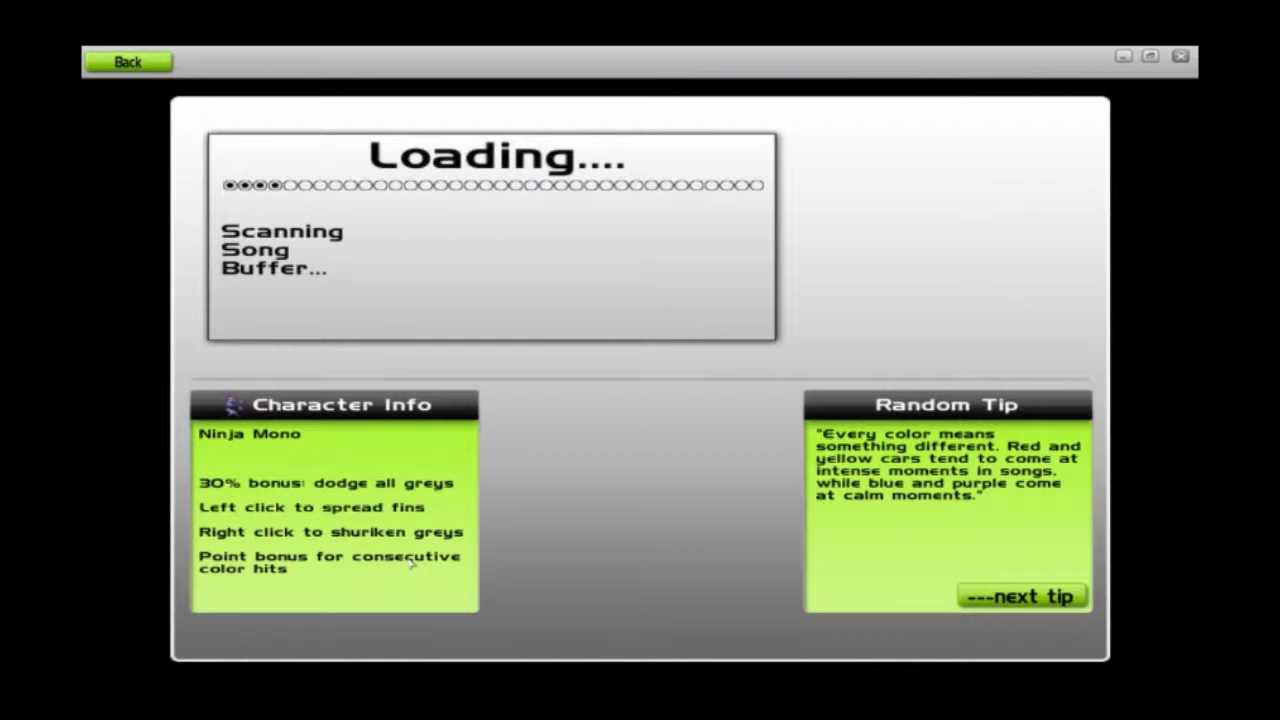 Back
Loading....
Scanning
Song
Buffer...
Character Info
Ninja Mono
30% bonus: dodge all greys
Left click to spread fins
Right click to shuriken greys
Point bonus for consecutive
color hits
Random Tip
"Every color means
something different. Red and
yellow cars tend to come at
intense moments in songs,
while blue and purple come
at calm moments."
---next tip